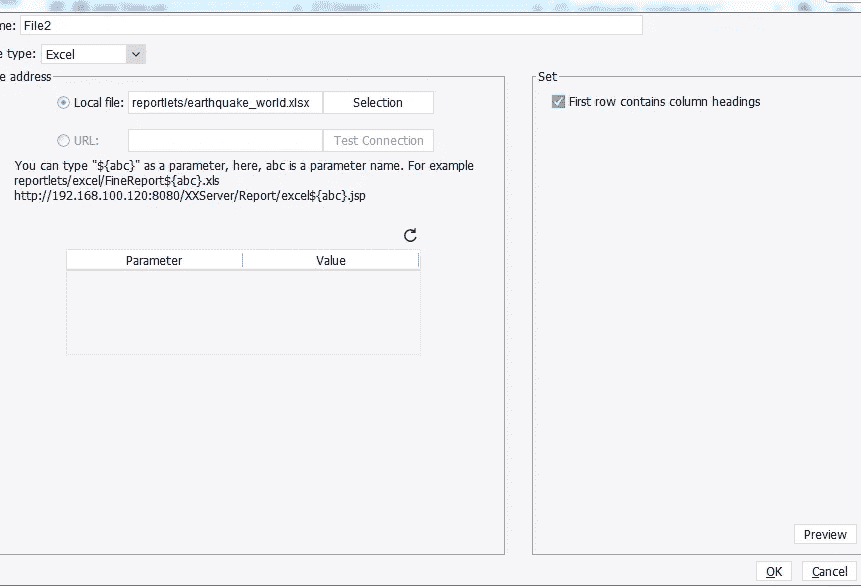 me: File2
e type: Excel
e address
Local file: reportlets/earthquake_world.xlsx Selection
URL: Test Connection
You can type "${abc}" as a parameter, here, abc is a parameter name. For example
reportlets/excel/FineReport${abc}.xls
http://192.168.100.120:8080/XXServer/Report/excel${abc}.jsp
Parameter Value
Set
First row contains column headings
Preview
OK Cancel